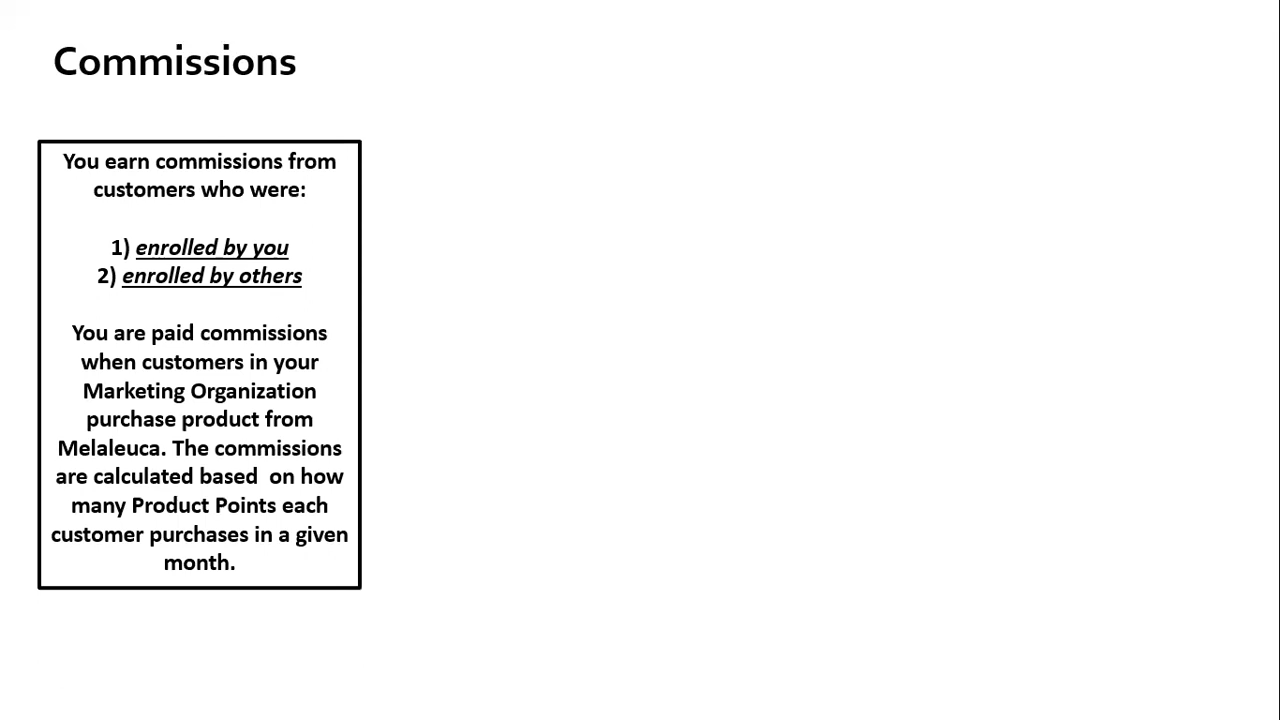 Commissions
You earn commissions from
customers who were:
1) enrolled by you
2) enrolled by others
You are paid commissions
when customers in your
Marketing Organization
purchase product from
Melaleuca. The commissions
are calculated based  on how
many Product Points each
customer purchases in a given
month.